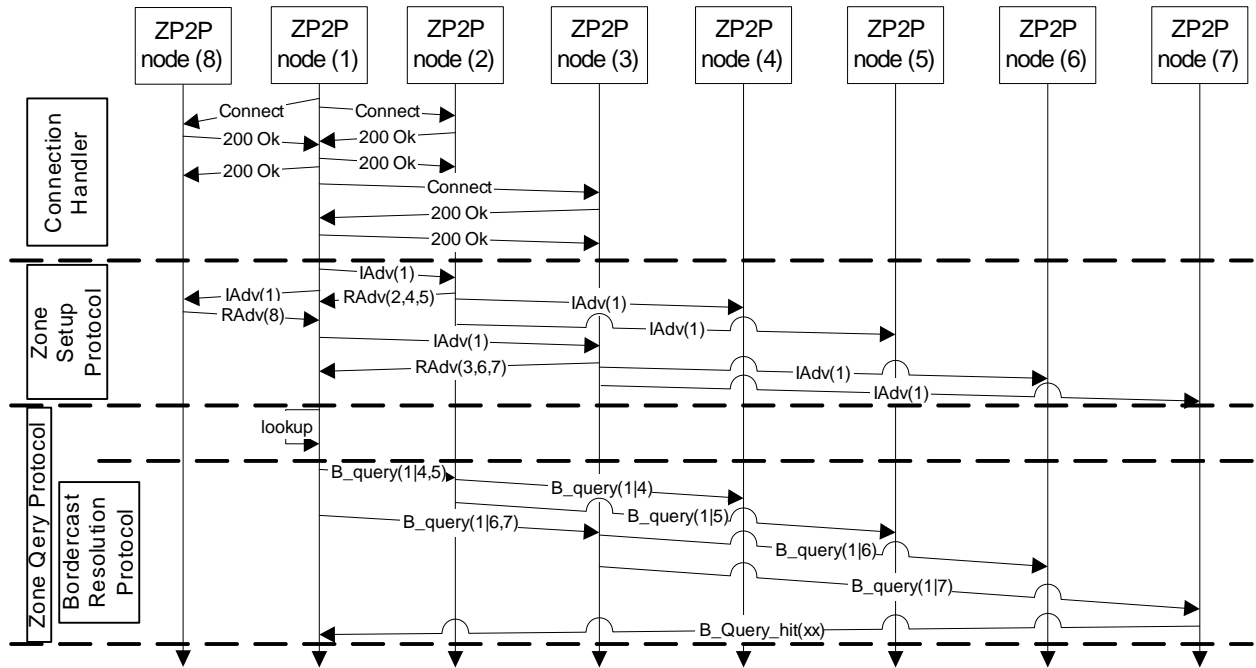 ZP2P
node (8)
ZP2P
node (1)
ZP2P
node (2)
ZP2P
node (3)
ZP2P
node (4)
ZP2P
node (5)
ZP2P
node (6)
ZP2P
node (7)
Connection
Handler
Connect
Connect
200 Ok
200 Ok
200 Ok
200 Ok
Connect
200 Ok
200 Ok
Zone
Setup
Protocol
IAdv(1)
IAdv(1)
RAdv(2,4,5)
IAdv(1)
RAdv(8)
IAdv(1)
IAdv(1)
RAdv(3,6,7)
IAdv(1)
IAdv(1)
Zone Qery Protocol
lookup
Bordercast
Resolution
Protocol
B_query(1|4,5)
B_query(1|4)
B_query(1|5)
B_query(1|6,7)
B_query(1|6)
B_query(1|7)
B_Query_hit(xx)